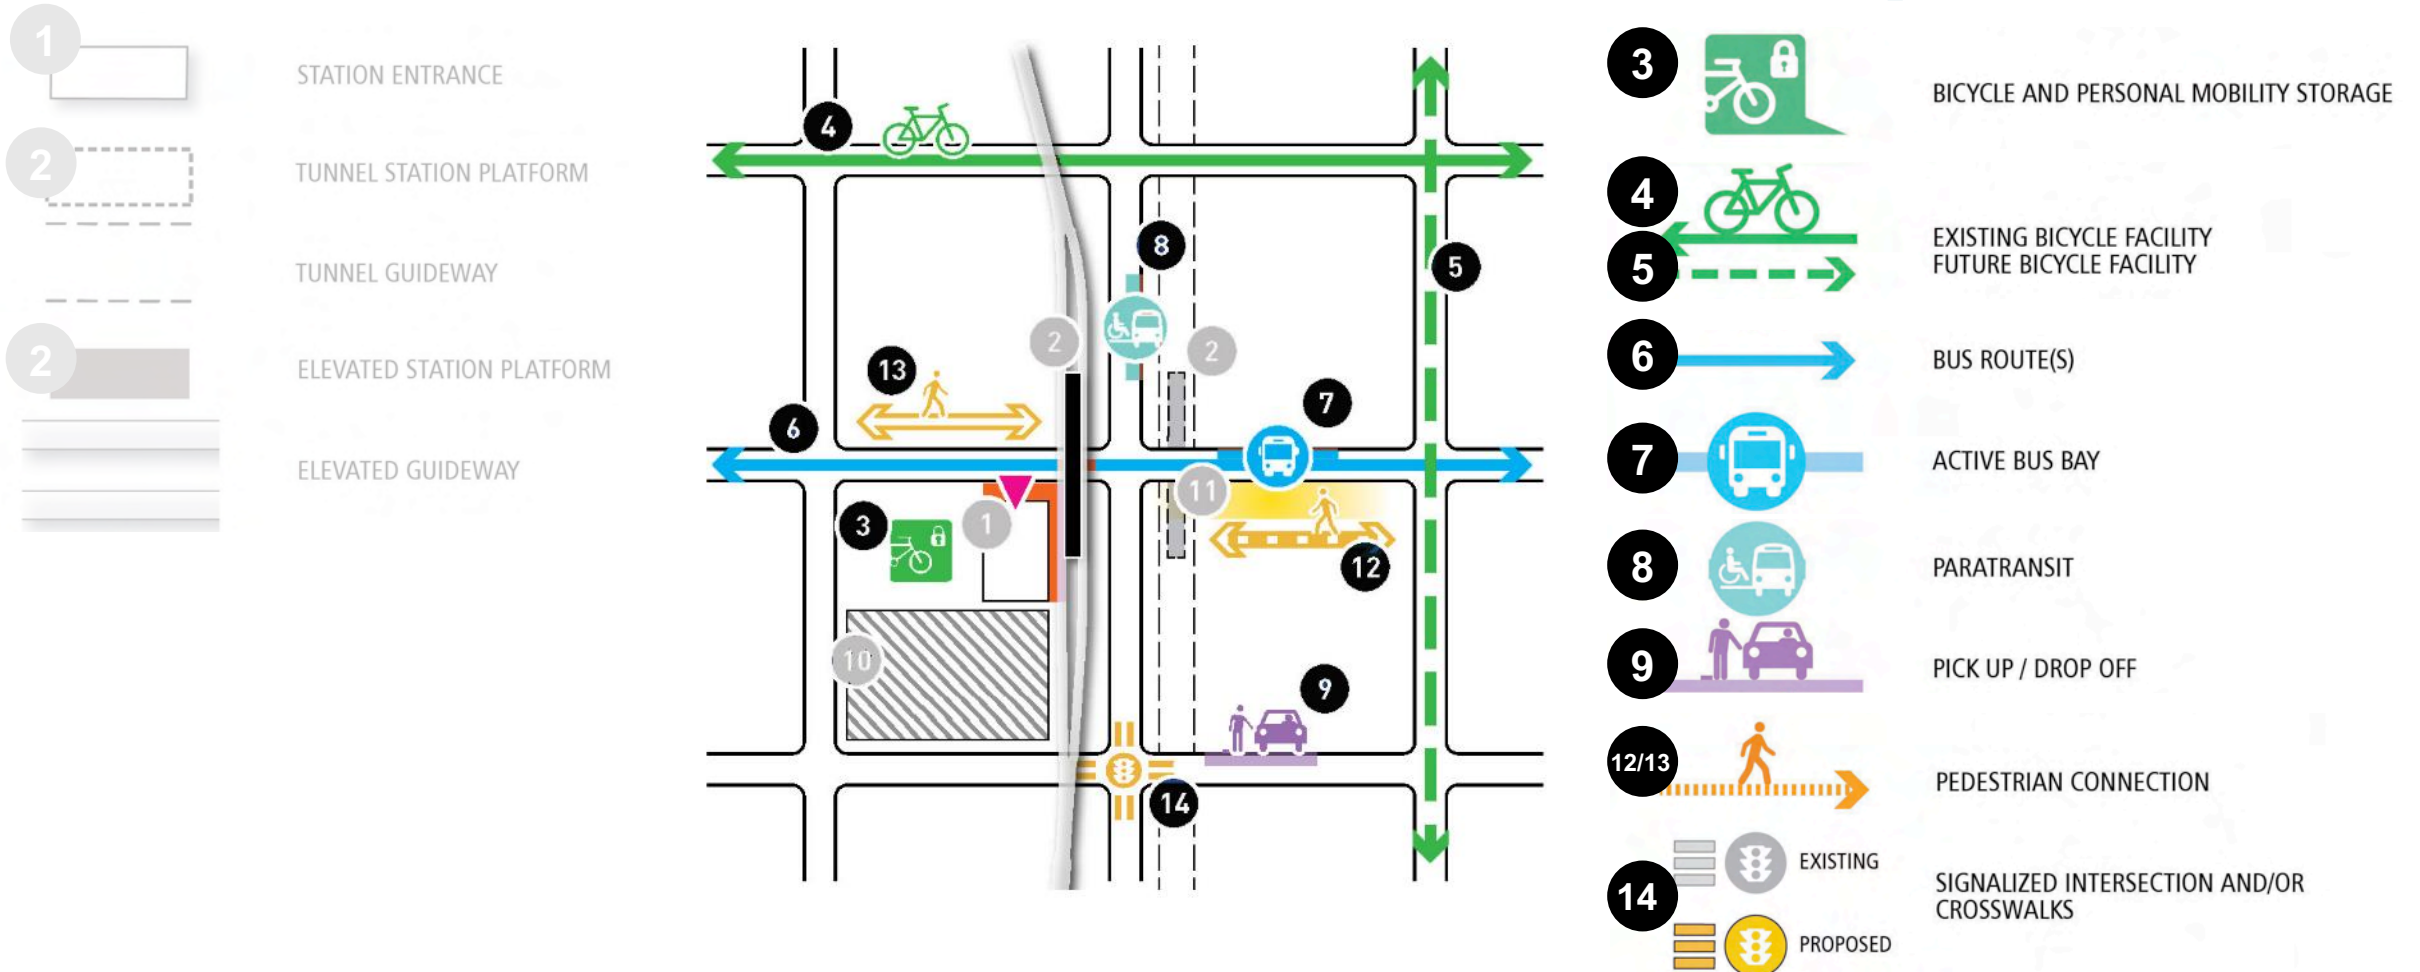 1
STATION ENTRANCE
2
TUNNEL STATION PLATFORM
TUNNEL GUIDEWAY
2
ELEVATED STATION PLATFORM
ELEVATED GUIDEWAY
4
8
5
2
2
13
7
6
11
3
1
12
10
9
14
3
BICYCLE AND PERSONAL MOBILITY STORAGE
4
EXISTING BICYCLE FACILITY
5
FUTURE BICYCLE FACILITY
6
BUS ROUTE(S)
7
ACTIVE BUS BAY
8
PARATRANSIT
9
PICK UP / DROP OFF
12/13
PEDESTRIAN CONNECTION
14
EXISTING
PROPOSED
SIGNALIZED INTERSECTION AND/OR
CROSSWALKS